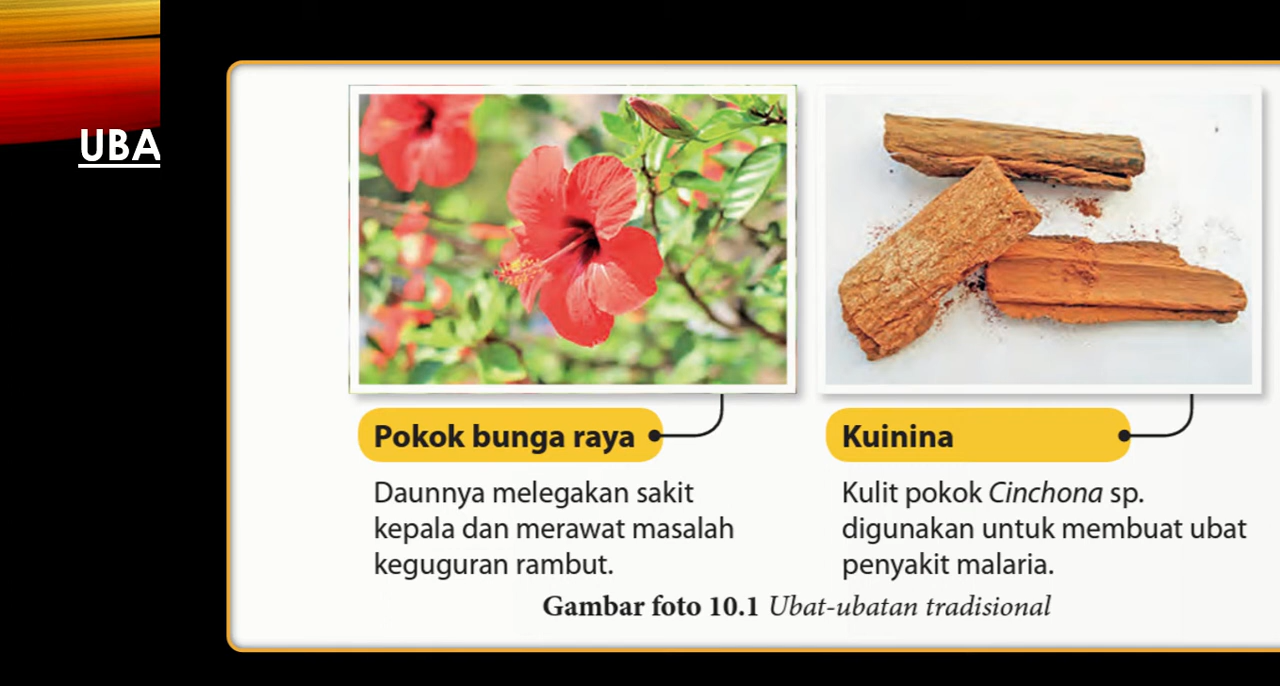 UBA
Pokok bunga raya
Daunnya melegakan sakit
kepala dan merawat masalah
keguguran rambut.
Kuinina
Kulit pokok Cinchona sp.
digunakan untuk membuat ubat
penyakit malaria.
Gambar foto 10.1 Ubat-ubatan tradisional